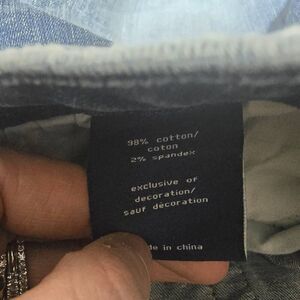 98% cotton/
coton
2% spandex
exclusive of
decoration/
sauf decoration
in china